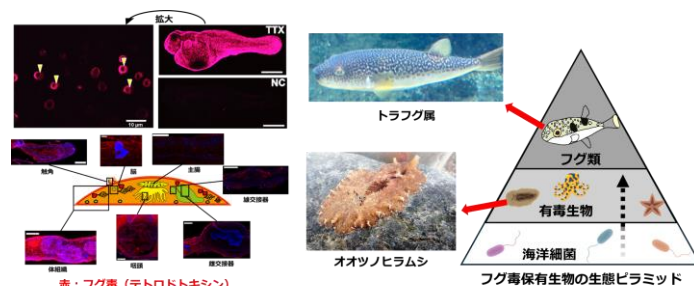 拡大
TTX
NC
10 μm
触角
脳
主腸
雄交接器
体組織
咽頭
雌交接器
赤：フグ毒（テトロドトキシン）
トラフグ属
オオツノヒラムシ
フグ類
有毒生物
海洋細菌
フグ毒保有生物の生態ピラミッド